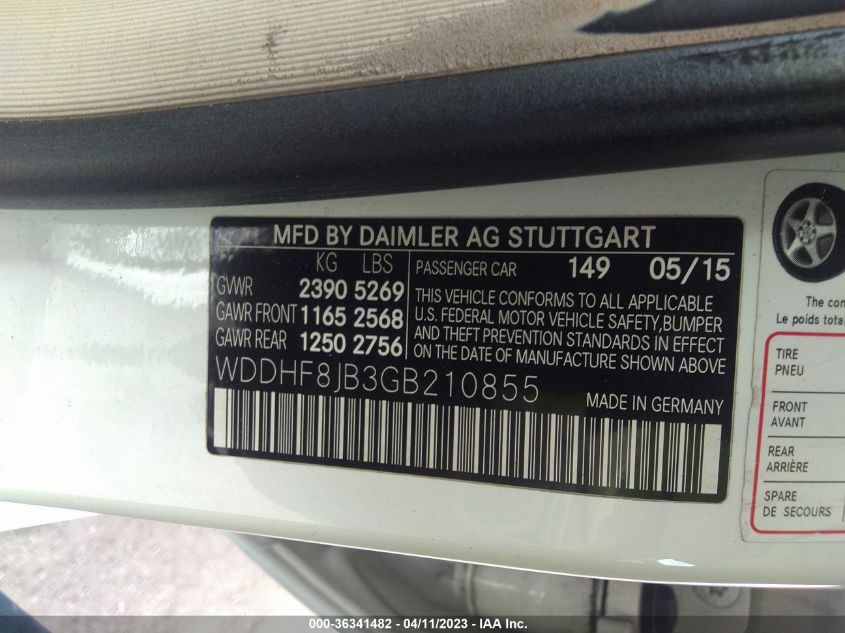 MFD BY DAIMLER AG STUTTGART
KG LBS
GVWR 2390 5269
GAWR FRONT 1165 2568
GAWR REAR 1250 2756
PASSENGER CAR 149 05/15
THIS VEHICLE CONFORMS TO ALL APPLICABLE
U.S. FEDERAL MOTOR VEHICLE SAFETY,BUMPER
AND THEFT PREVENTION STANDARDS IN EFFECT
ON THE DATE OF MANUFACTURE SHOWN ABOVE
WDDHF8JB3GB210855
MADE IN GERMANY
The
Le poids total
TIRE
PNEU
FRONT
AVANT
REAR
ARRIÈRE
SPARE
DE SECOURS
000-36341482 - 04/11/2023 - IAA Inc.